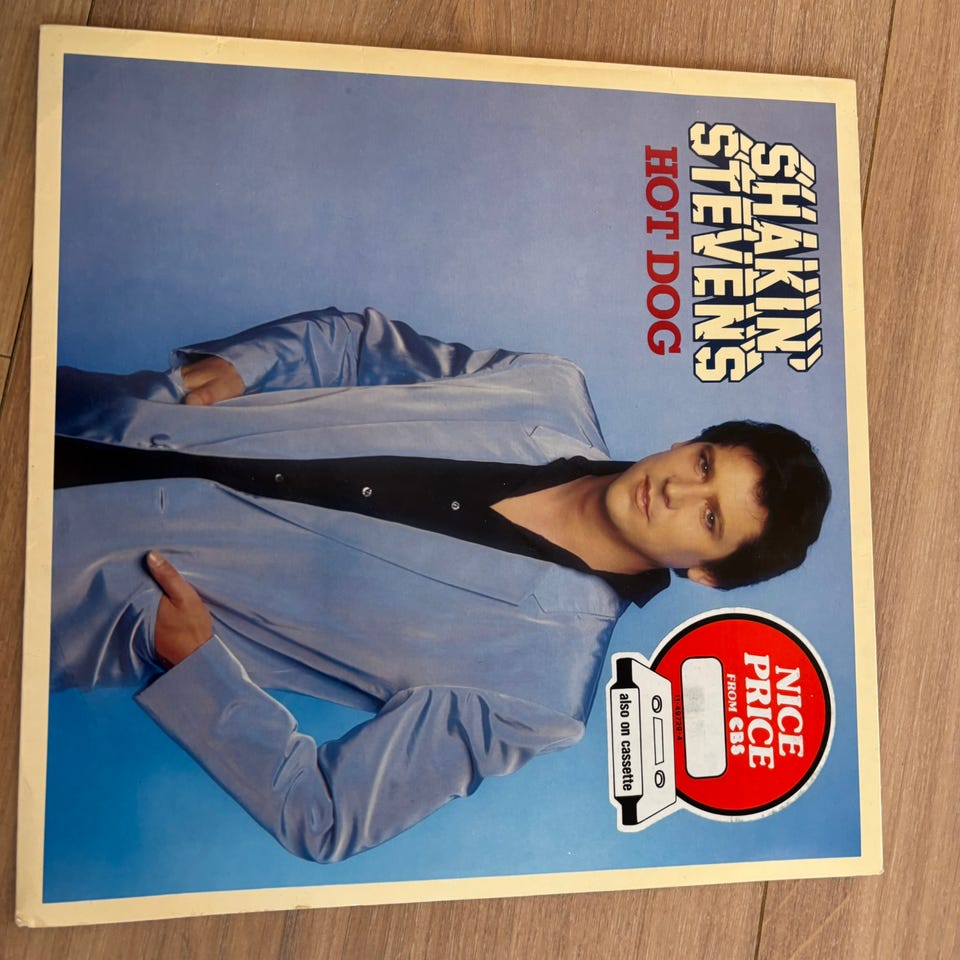 SHAKIN'
STEVENS
HOT DOG
NICE
PRICE
FROM CBS
also on cassette